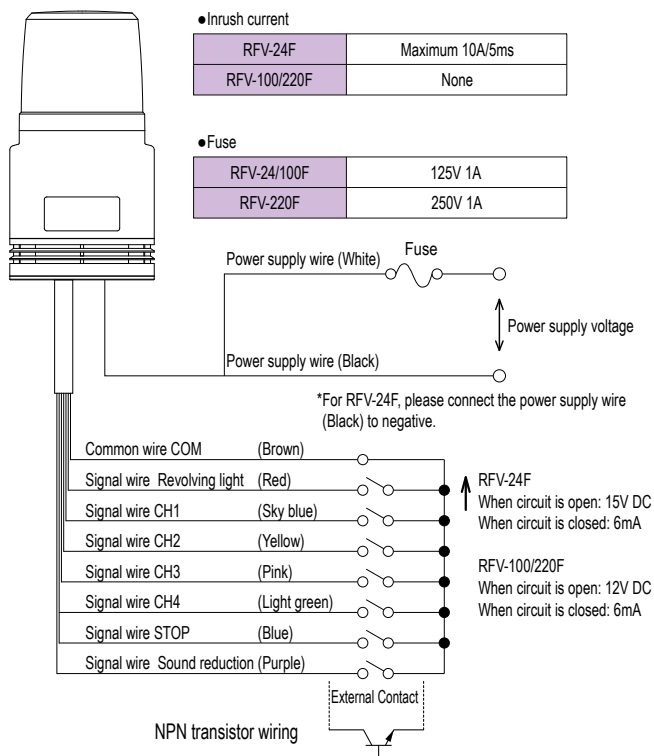 ●Inrush current
RFV-24F Maximum 10A/5ms
RFV-100/220F None
●Fuse
RFV-24/100F 125V 1A
RFV-220F 250V 1A
Power supply wire (White)
Fuse
Power supply voltage
Power supply wire (Black)
*For RFV-24F, please connect the power supply wire
(Black) to negative.
Common wire COM (Brown)
Signal wire Revolving light (Red)
Signal wire CH1 (Sky blue)
Signal wire CH2 (Yellow)
Signal wire CH3 (Pink)
Signal wire CH4 (Light green)
Signal wire STOP (Blue)
Signal wire Sound reduction (Purple)
RFV-24F
When circuit is open: 15V DC
When circuit is closed: 6mA
RFV-100/220F
When circuit is open: 12V DC
When circuit is closed: 6mA
External Contact
NPN transistor wiring